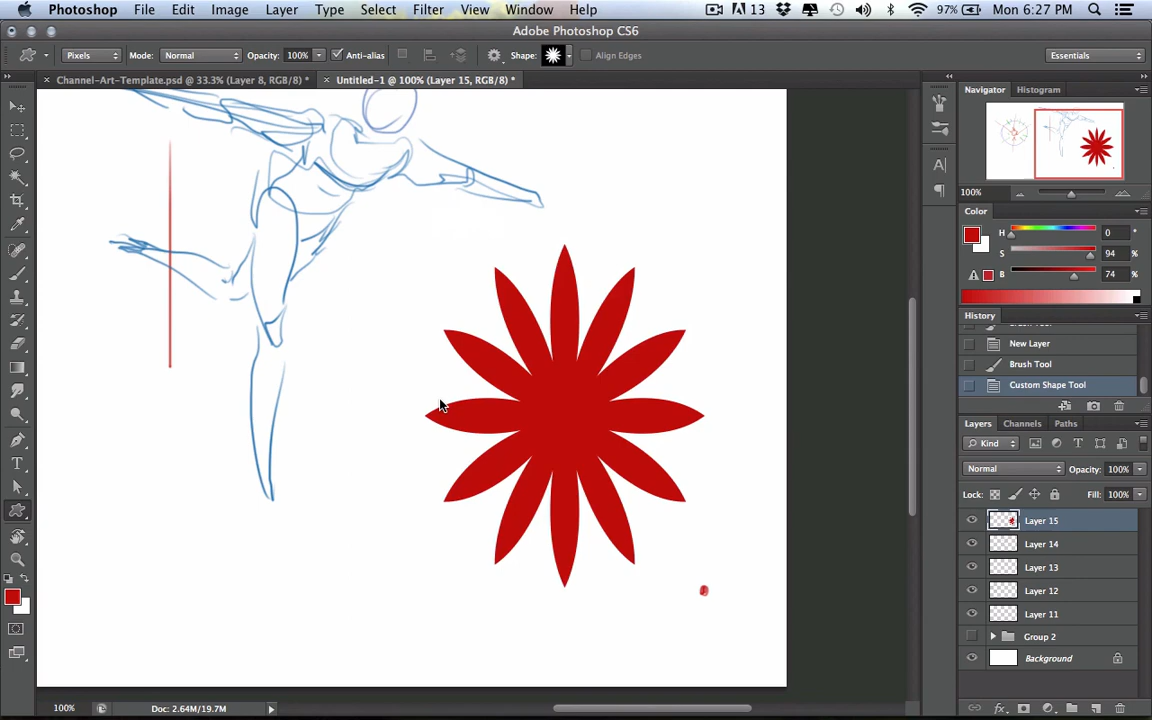 Photoshop File Edit Image Layer Type Select Filter View Window Help 13 97% Mon 6:27 PM
Adobe Photoshop CS6
Pixels Mode: Normal Opacity: 100% Anti-alias Shape: Align Edges Essentials
Channel-Art-Template.psd @ 33.3% (Layer 8, RGB/8) * Untitled-1 @ 100% (Layer 15, RGB/8) *
Navigator Histogram
100%
Color
H 0 °
S 94 %
B 74 %
History
Brush Tool
New Layer
Brush Tool
Custom Shape Tool
Layers Channels Paths
Kind
Normal Opacity: 100%
Lock: Fill: 100%
Layer 15
Layer 14
Layer 13
Layer 12
Layer 11
Group 2
Background
100% Doc: 2.64M/19.7M